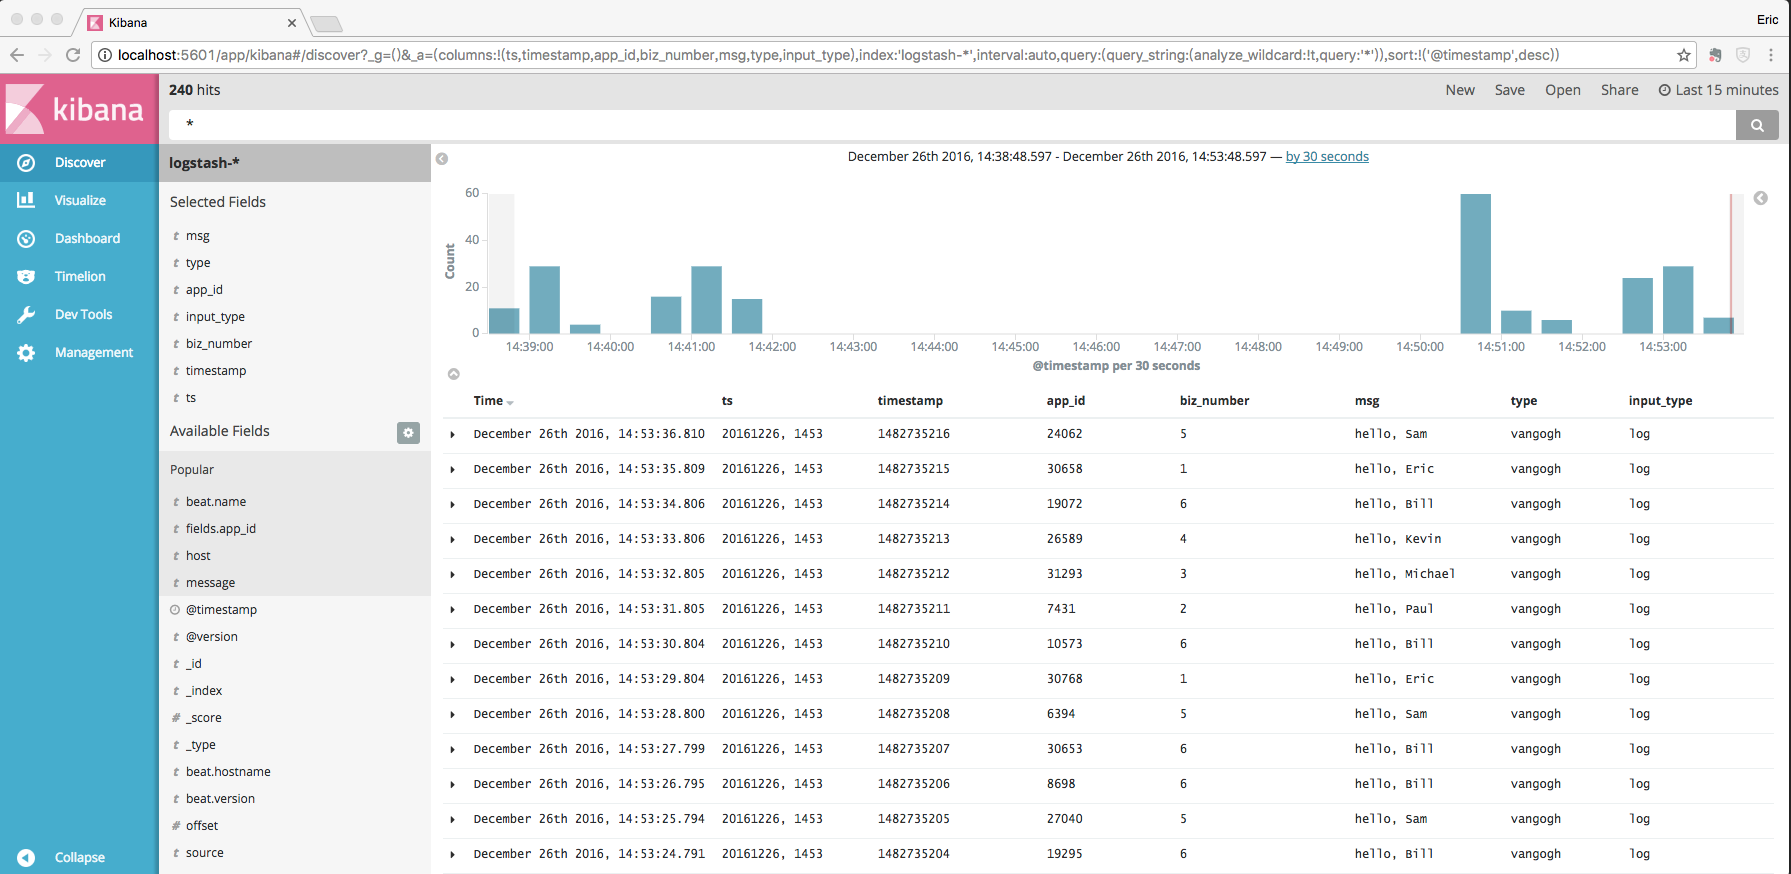 Kibana
Eric
localhost:5601/app/kibana#/discover?_g=()&_a=(columns:!(ts,timestamp,app_id,biz_number,msg,type,input_type),index:'logstash-*',interval:auto,query:(query_string:(analyze_wildcard:!t,query:'*')),sort:!('@timestamp',desc))
kibana
240 hits
New Save Open Share Last 15 minutes
*
Discover
Visualize
Dashboard
Timelion
Dev Tools
Management
Collapse
logstash-*
Selected Fields
t msg
t type
t app_id
t input_type
t biz_number
t timestamp
t ts
Available Fields
Popular
t beat.name
t fields.app_id
t host
t message
@timestamp
t @version
t _id
t _index
# _score
t _type
t beat.hostname
t beat.version
# offset
t source
December 26th 2016, 14:38:48.597 - December 26th 2016, 14:53:48.597 — by 30 seconds
Count
60
40
20
0
14:39:00 14:40:00 14:41:00 14:42:00 14:43:00 14:44:00 14:45:00 14:46:00 14:47:00 14:48:00 14:49:00 14:50:00 14:51:00 14:52:00 14:53:00
@timestamp per 30 seconds
Time ts timestamp app_id biz_number msg type input_type
December 26th 2016, 14:53:36.810 20161226, 1453 1482735216 24062 5 hello, Sam vangogh log
December 26th 2016, 14:53:35.809 20161226, 1453 1482735215 30658 1 hello, Eric vangogh log
December 26th 2016, 14:53:34.806 20161226, 1453 1482735214 19072 6 hello, Bill vangogh log
December 26th 2016, 14:53:33.806 20161226, 1453 1482735213 26589 4 hello, Kevin vangogh log
December 26th 2016, 14:53:32.805 20161226, 1453 1482735212 31293 3 hello, Michael vangogh log
December 26th 2016, 14:53:31.805 20161226, 1453 1482735211 7431 2 hello, Paul vangogh log
December 26th 2016, 14:53:30.804 20161226, 1453 1482735210 10573 6 hello, Bill vangogh log
December 26th 2016, 14:53:29.804 20161226, 1453 1482735209 30768 1 hello, Eric vangogh log
December 26th 2016, 14:53:28.800 20161226, 1453 1482735208 6394 5 hello, Sam vangogh log
December 26th 2016, 14:53:27.799 20161226, 1453 1482735207 30653 6 hello, Bill vangogh log
December 26th 2016, 14:53:26.795 20161226, 1453 1482735206 8698 6 hello, Bill vangogh log
December 26th 2016, 14:53:25.794 20161226, 1453 1482735205 27040 5 hello, Sam vangogh log
December 26th 2016, 14:53:24.791 20161226, 1453 1482735204 19295 6 hello, Bill vangogh log